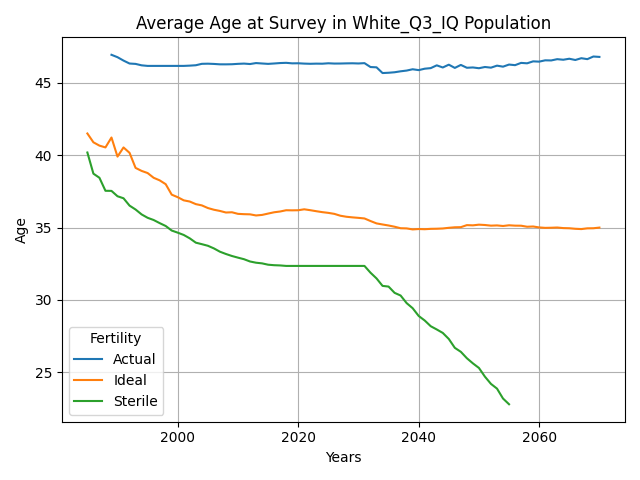 Average Age at Survey in White_Q3_IQ Population
Age
45
40
35
30
25
Fertility
Actual
Ideal
Sterile
2000
2020
2040
2060
Years